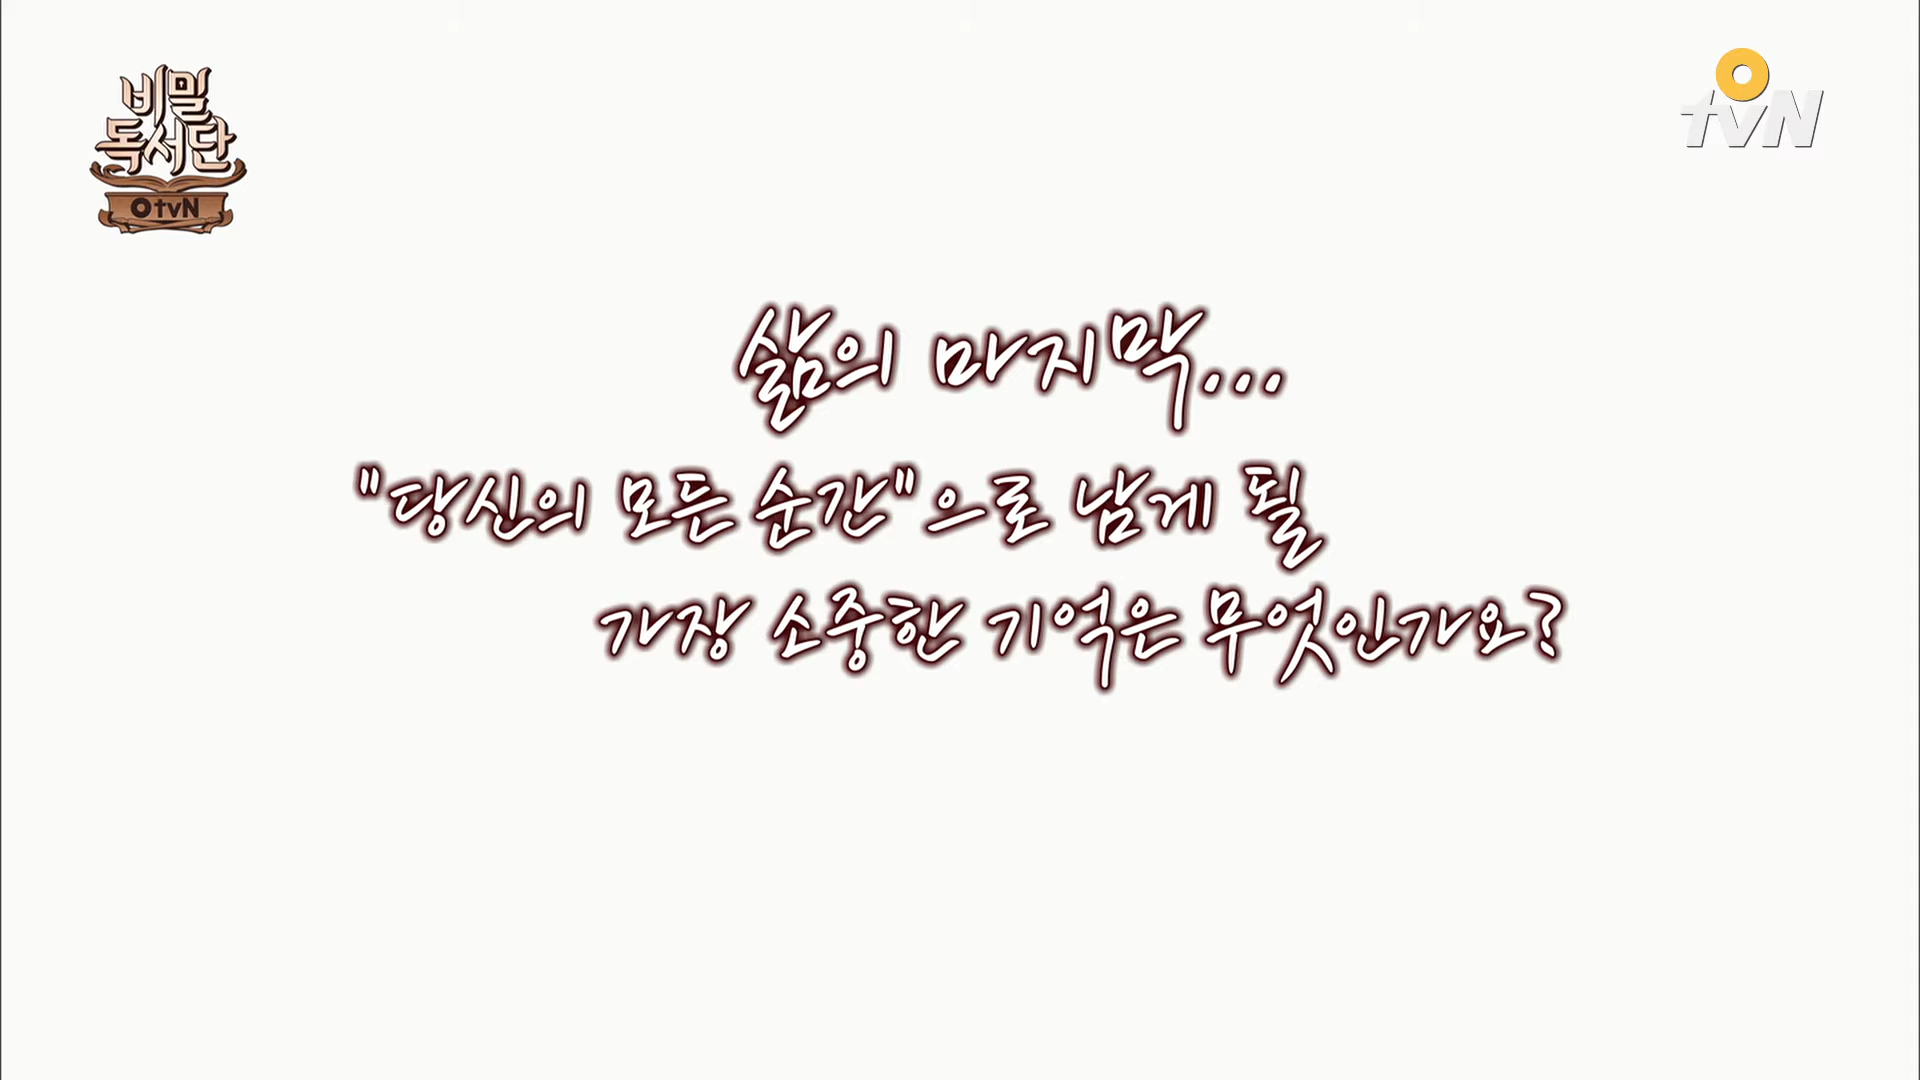 비밀
독서단
OtvN
O
tvN
삶의 마지막...
"당신의 모든 순간"으로 남게 될
가장 소중한 기억은 무엇인가요?